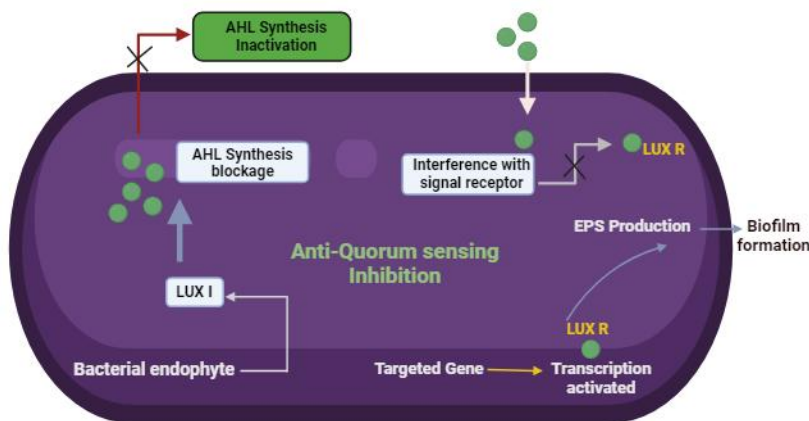 AHL Synthesis
Inactivation
AHL Synthesis
blockage
Interference with
signal receptor
LUX R
EPS Production
Biofilm
formation
Anti-Quorum sensing
Inhibition
LUX I
LUX R
Bacterial endophyte
Targeted Gene
Transcription
activated